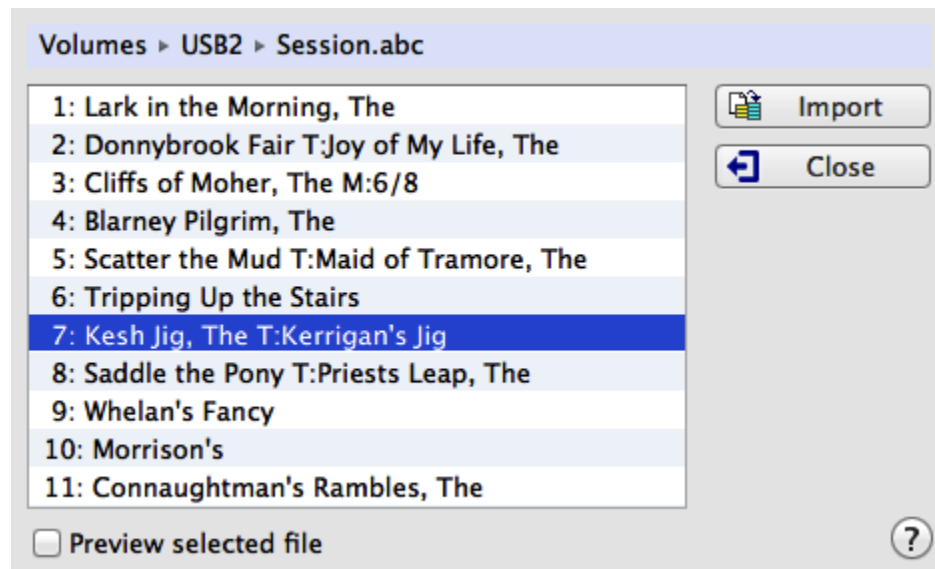 Volumes ▸ USB2 ▸ Session.abc
1: Lark in the Morning, The
2: Donnybrook Fair T:Joy of My Life, The
3: Cliffs of Moher, The M:6/8
4: Blarney Pilgrim, The
5: Scatter the Mud T:Maid of Tramore, The
6: Tripping Up the Stairs
7: Kesh Jig, The T:Kerrigan's Jig
8: Saddle the Pony T:Priests Leap, The
9: Whelan's Fancy
10: Morrison's
11: Connaughtman's Rambles, The
Import
Close
Preview selected file
?